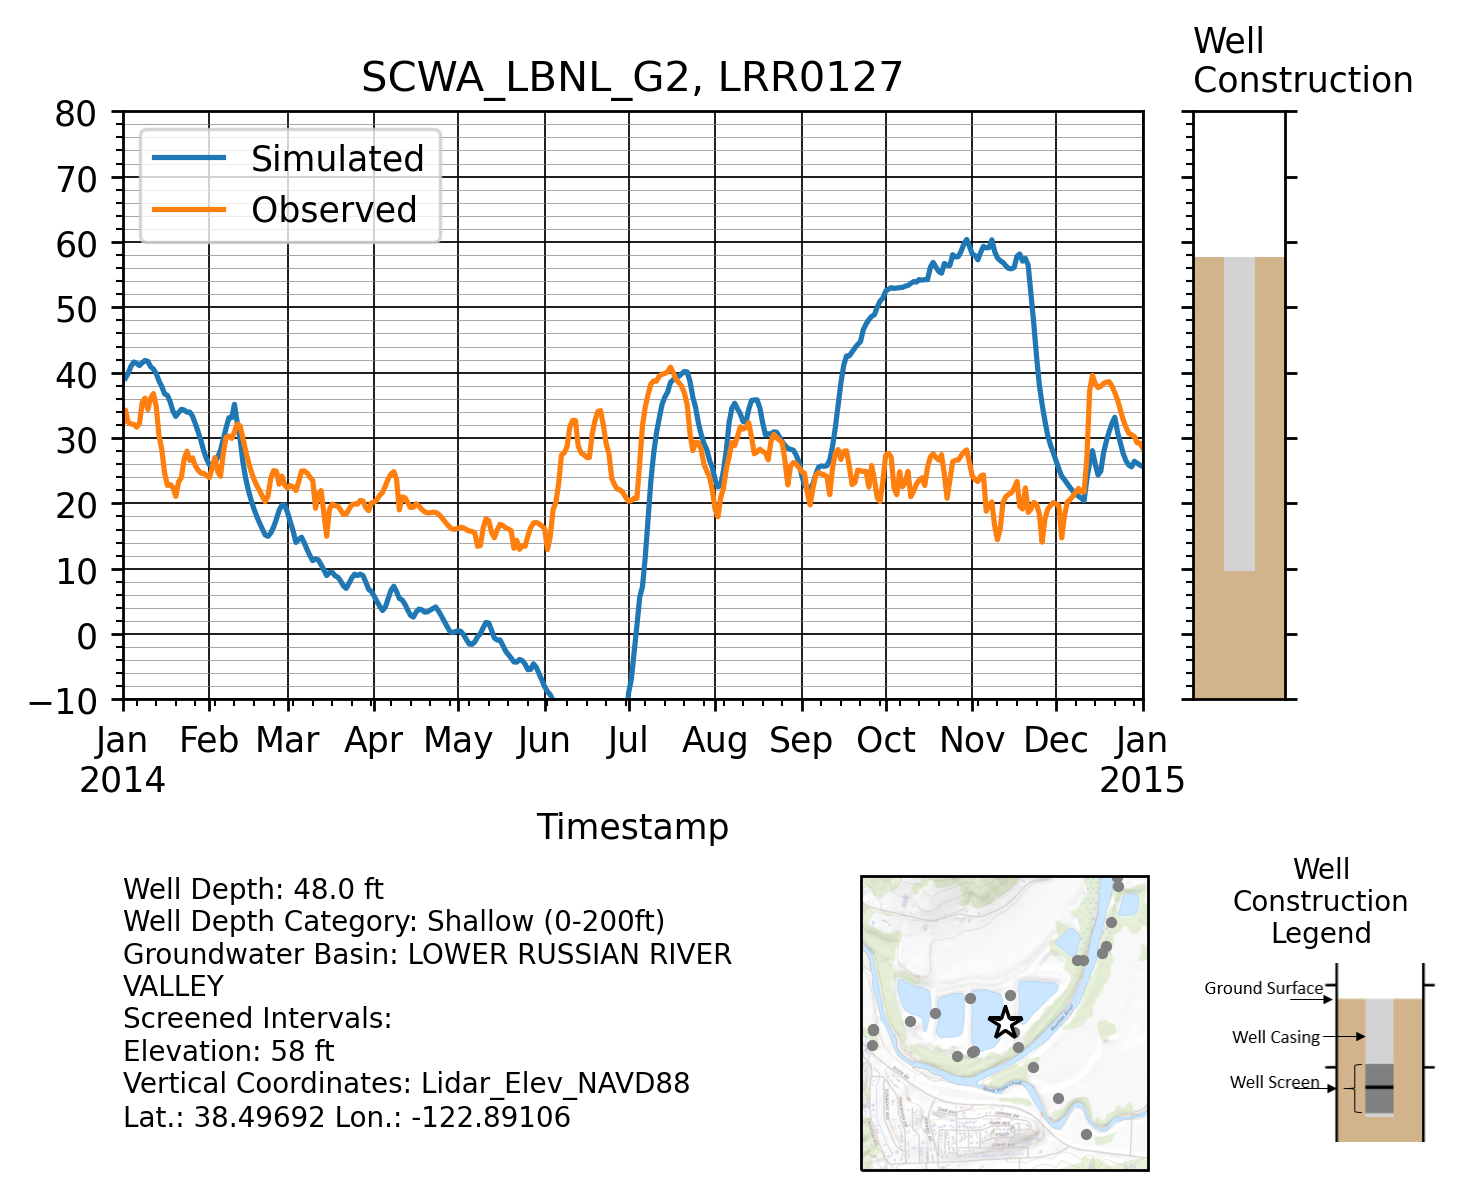 Well
Construction
SCWA_LBNL_G2, LRR0127
Simulated
Observed
80
70
60
50
40
30
20
10
0
−10
Jan Feb Mar Apr May Jun Jul Aug Sep Oct Nov Dec Jan
2014 2015
Timestamp
Well Depth: 48.0 ft
Well Depth Category: Shallow (0-200ft)
Groundwater Basin: LOWER RUSSIAN RIVER
VALLEY
Screened Intervals:
Elevation: 58 ft
Vertical Coordinates: Lidar_Elev_NAVD88
Lat.: 38.49692 Lon.: -122.89106
Well
Construction
Legend
Ground Surface
Well Casing
Well Screen